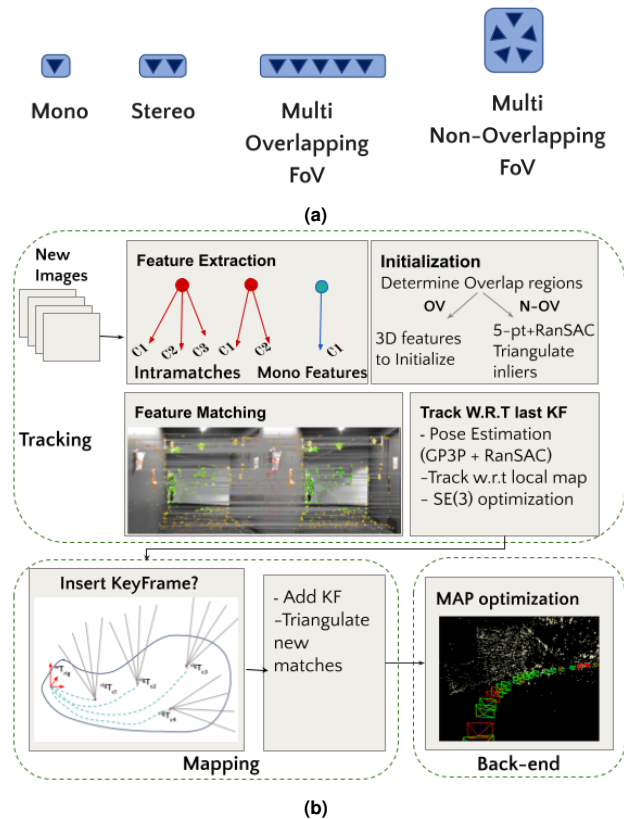 Mono
Stereo
Multi
Overlapping
FoV
Multi
Non-Overlapping
FoV
(a)
New
Images
Feature Extraction
C1
C2
C3
C1
C2
C1
Intramatches
Mono Features
Initialization
Determine Overlap regions
OV
N-OV
3D features
to Initialize
5-pt+RanSAC
Triangulate
inliers
Tracking
Feature Matching
Track W.R.T last KF
- Pose Estimation
(GP3P + RanSAC)
-Track w.r.t local map
- SE(3) optimization
Insert KeyFrame?
- Add KF
-Triangulate
new
matches
MAP optimization
Mapping
Back-end
(b)